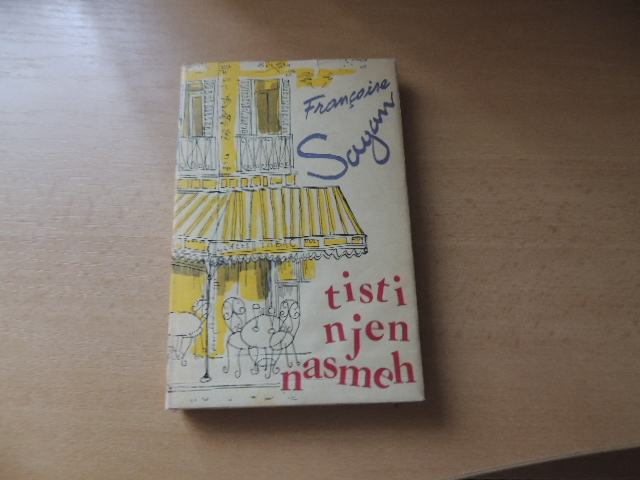 Françoise
Sagan
tisti
njen
nasmeh